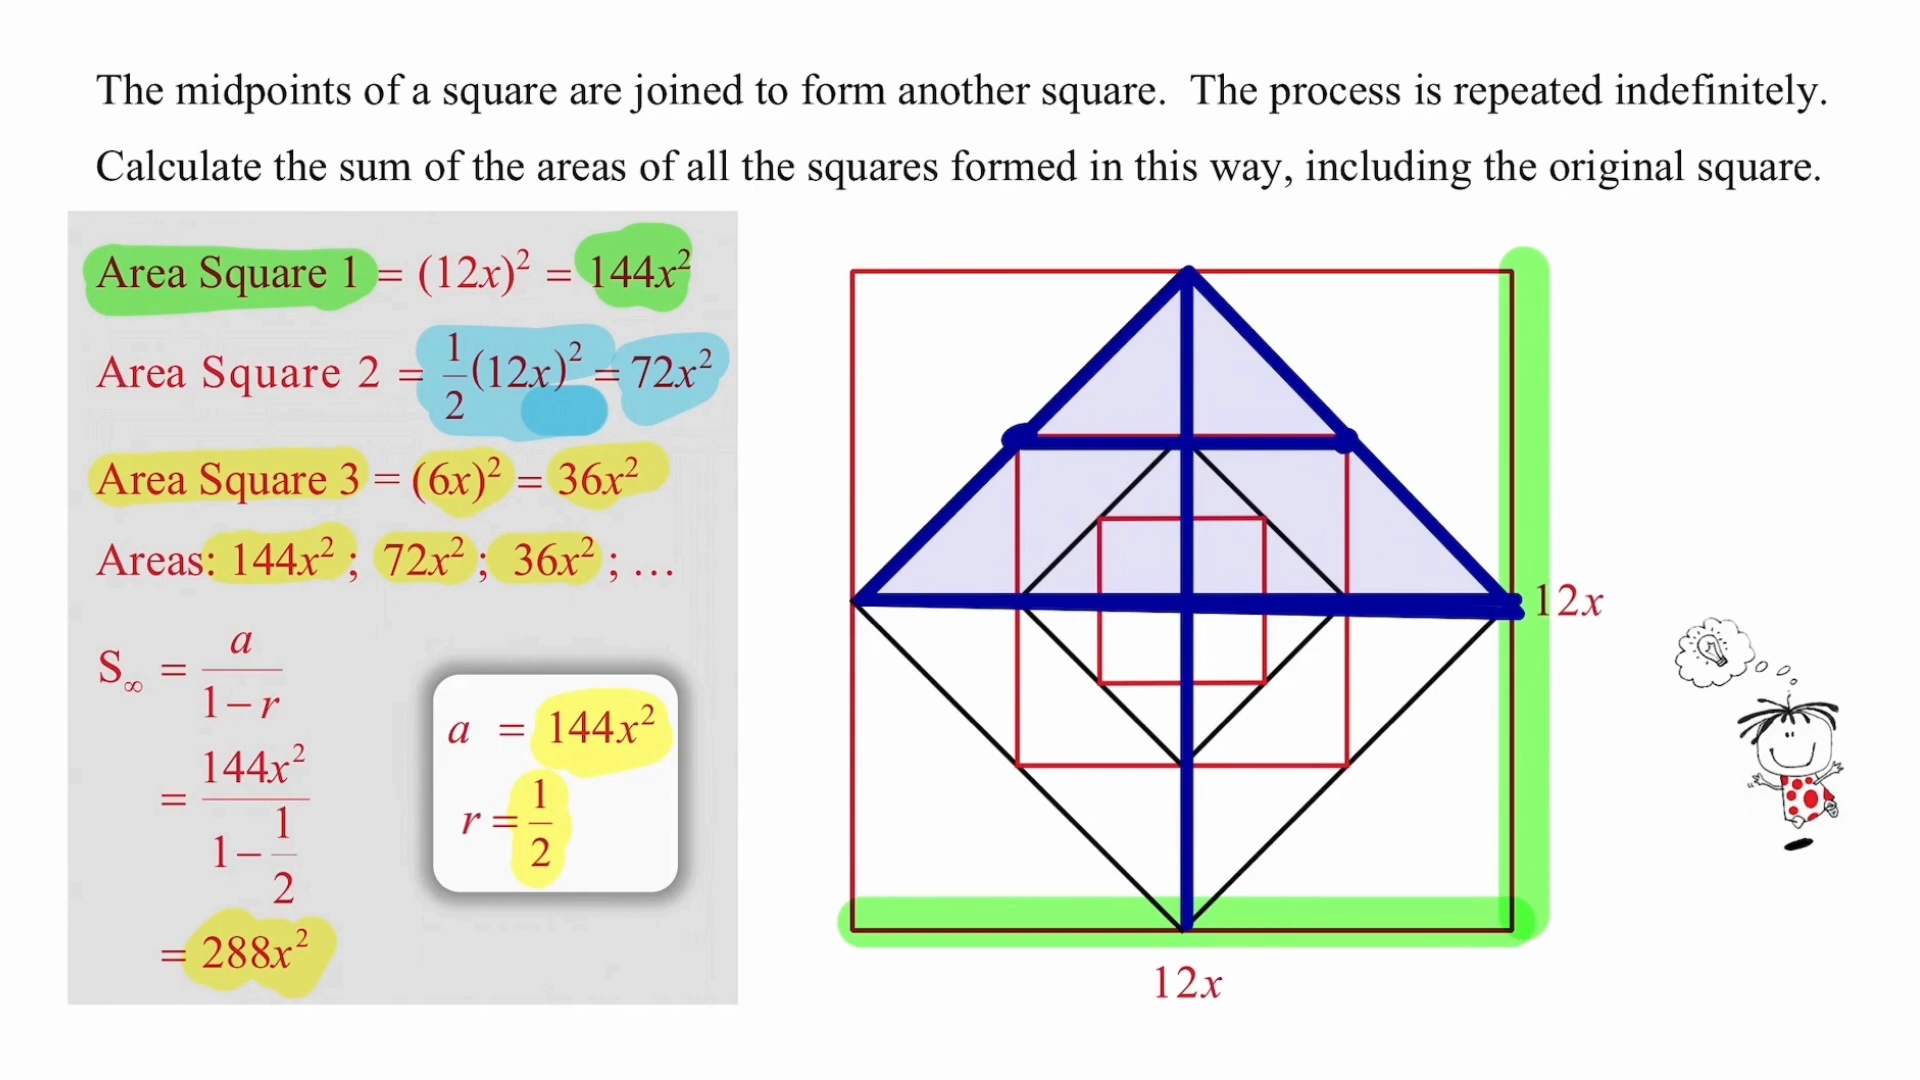 The midpoints of a square are joined to form another square. The process is repeated indefinitely.
Calculate the sum of the areas of all the squares formed in this way, including the original square.
Area Square 1 = (12x)² = 144x²
Area Square 2 = 1/2(12x)² = 72x²
Area Square 3 = (6x)² = 36x²
Areas: 144x² ; 72x² ; 36x² ; …
S∞ = a/(1−r)
= 144x²/(1−1/2)
= 288x²
a = 144x²
r = 1/2
12x
12x